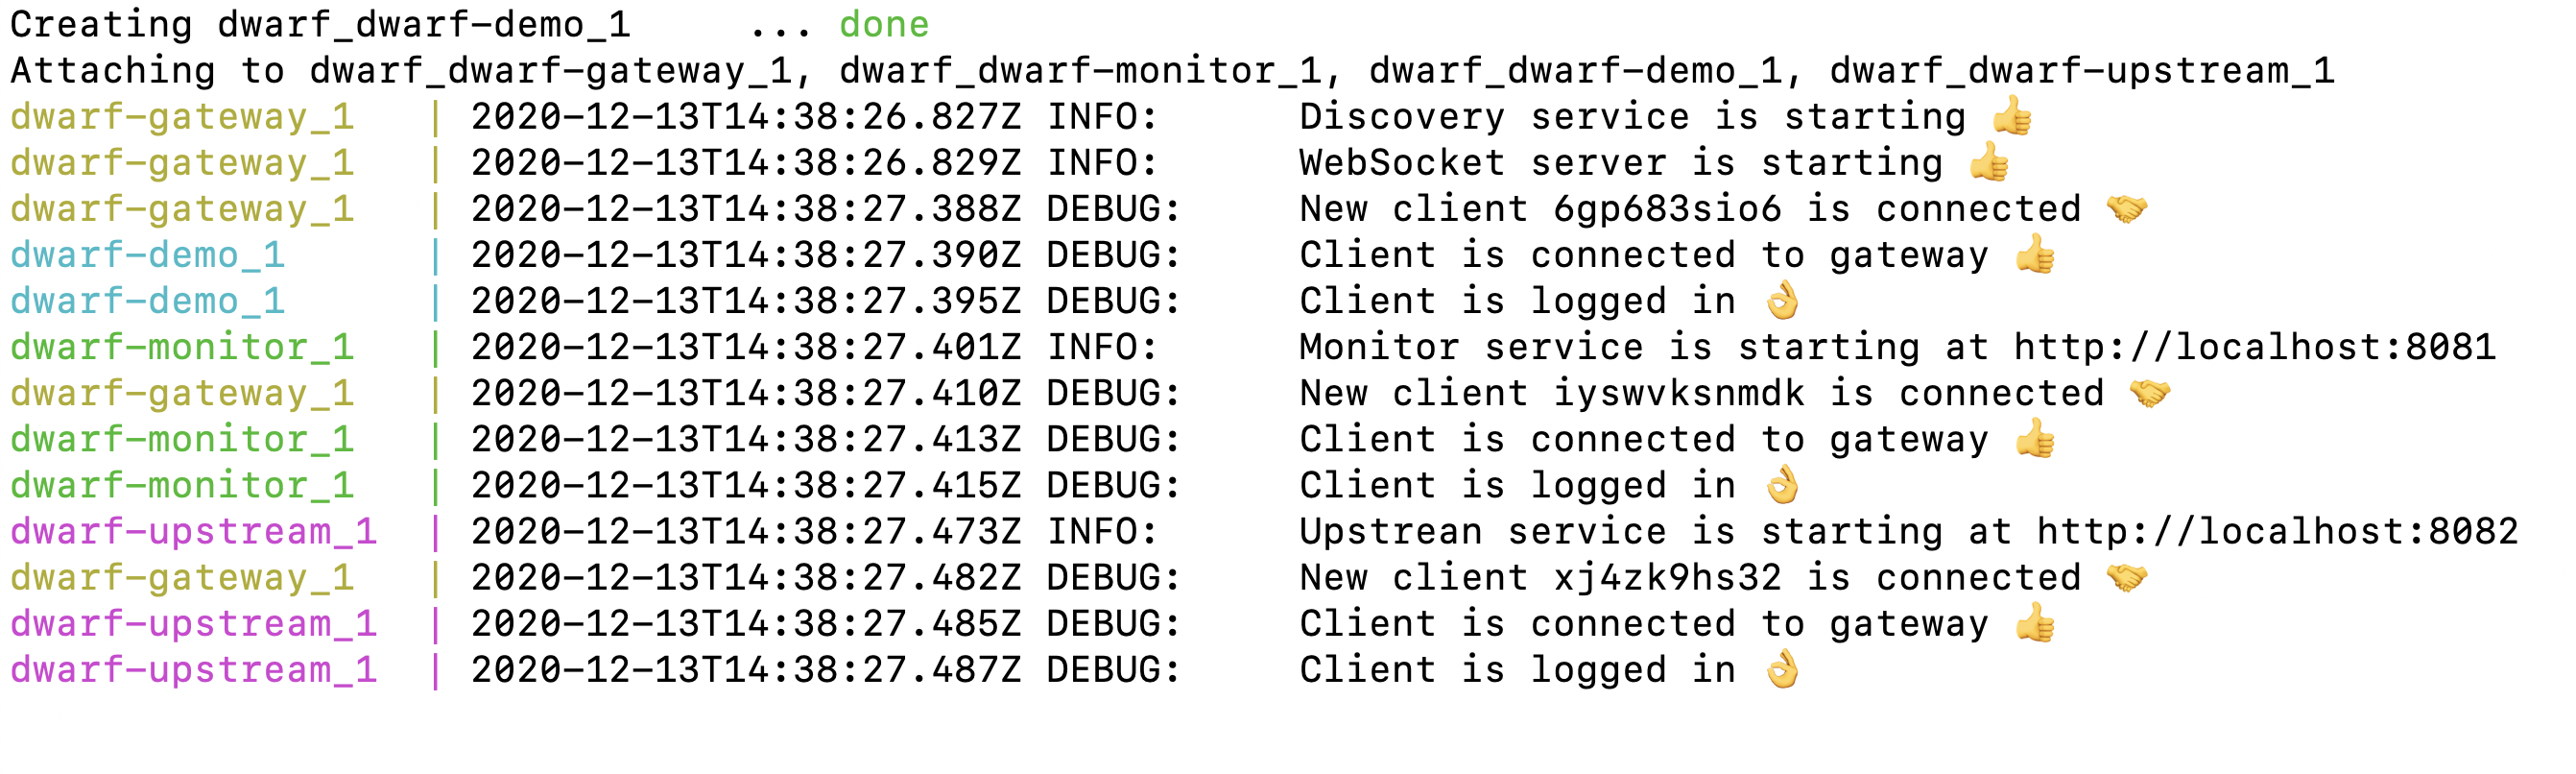 Creating dwarf_dwarf-demo_1     ... done
Attaching to dwarf_dwarf-gateway_1, dwarf_dwarf-monitor_1, dwarf_dwarf-demo_1, dwarf_dwarf-upstream_1
dwarf-gateway_1   | 2020-12-13T14:38:26.827Z INFO:      Discovery service is starting 👍
dwarf-gateway_1   | 2020-12-13T14:38:26.829Z INFO:      WebSocket server is starting 👍
dwarf-gateway_1   | 2020-12-13T14:38:27.388Z DEBUG:     New client 6gp683sio6 is connected 🤝
dwarf-demo_1      | 2020-12-13T14:38:27.390Z DEBUG:     Client is connected to gateway 👍
dwarf-demo_1      | 2020-12-13T14:38:27.395Z DEBUG:     Client is logged in 👌
dwarf-monitor_1   | 2020-12-13T14:38:27.401Z INFO:      Monitor service is starting at http://localhost:8081
dwarf-gateway_1   | 2020-12-13T14:38:27.410Z DEBUG:     New client iyswvksnmdk is connected 🤝
dwarf-monitor_1   | 2020-12-13T14:38:27.413Z DEBUG:     Client is connected to gateway 👍
dwarf-monitor_1   | 2020-12-13T14:38:27.415Z DEBUG:     Client is logged in 👌
dwarf-upstream_1  | 2020-12-13T14:38:27.473Z INFO:      Upstrean service is starting at http://localhost:8082
dwarf-gateway_1   | 2020-12-13T14:38:27.482Z DEBUG:     New client xj4zk9hs32 is connected 🤝
dwarf-upstream_1  | 2020-12-13T14:38:27.485Z DEBUG:     Client is connected to gateway 👍
dwarf-upstream_1  | 2020-12-13T14:38:27.487Z DEBUG:     Client is logged in 👌